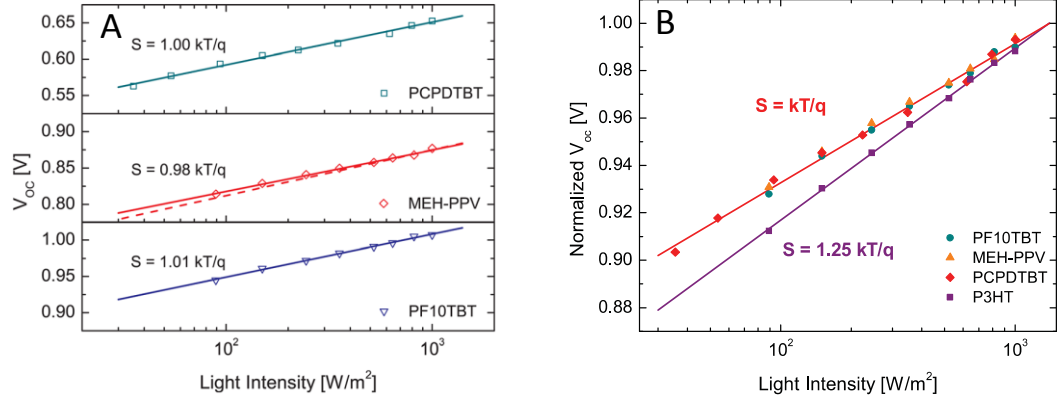 A
0.65
0.60
0.55
S = 1.00 kT/q
PCPDTBT
0.90
0.85
0.80
S = 0.98 kT/q
MEH-PPV
1.00
0.95
0.90
S = 1.01 kT/q
PF10TBT
V_OC [V]
10² 10³
Light Intensity [W/m²]
B
1.00
0.98
0.96
0.94
0.92
0.90
0.88
Normalized V_oc [V]
S = kT/q
S = 1.25 kT/q
PF10TBT
MEH-PPV
PCPDTBT
P3HT
10² 10³
Light Intensity [W/m²]